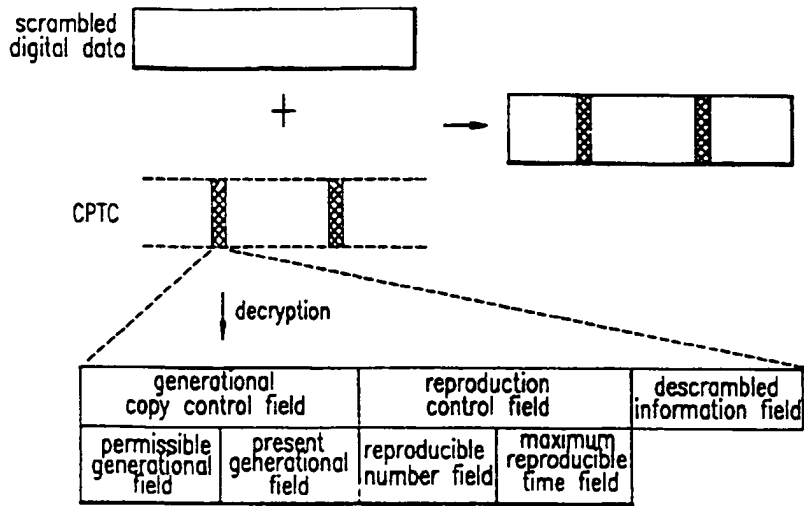 scrambled
digital data
+
CPTC
decryption
generational
copy control field
reproduction
control field
descrambled
information field
permissible
generational
field
present
generational
field
reproducible
number field
maximum
reproducible
time field